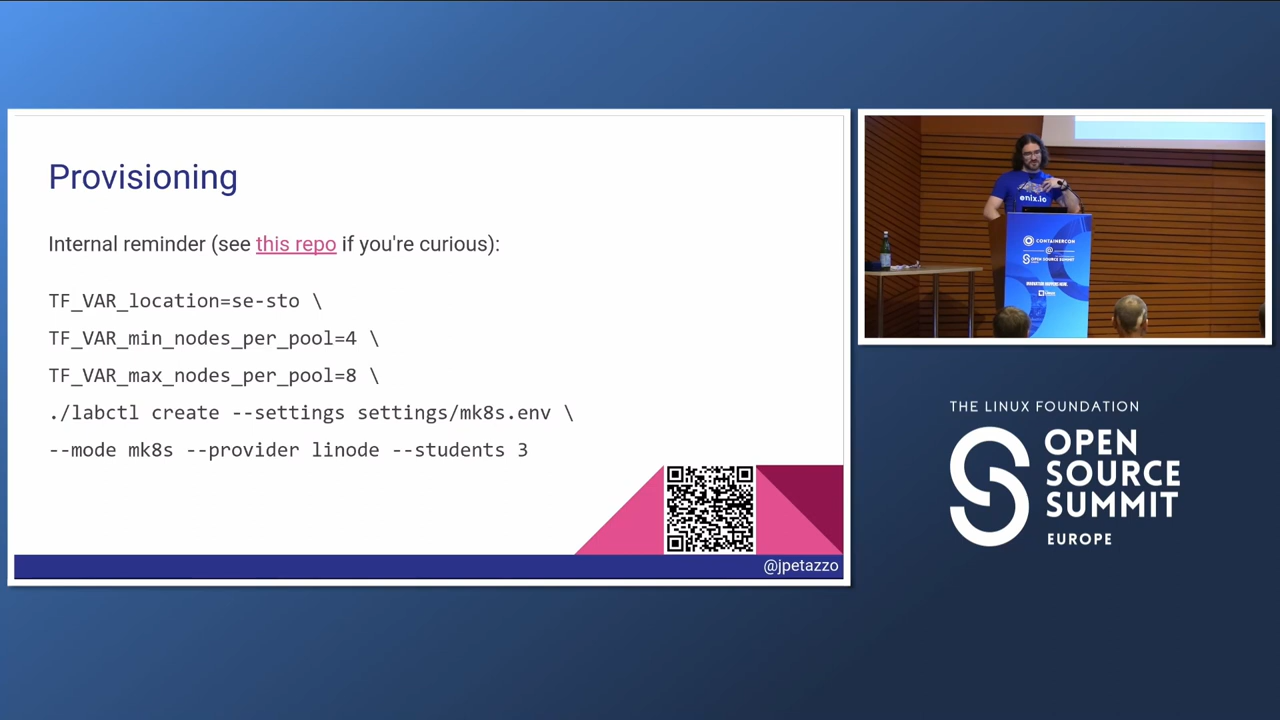 Provisioning
Internal reminder (see this repo if you're curious):
TF_VAR_location=se-sto \
TF_VAR_min_nodes_per_pool=4 \
TF_VAR_max_nodes_per_pool=8 \
./labctl create --settings settings/mk8s.env \
--mode mk8s --provider linode --students 3
@jpetazzo
enix.io
CONTAINERCON
@
OPEN SOURCE SUMMIT
THE LINUX FOUNDATION
OPEN
SOURCE
SUMMIT
EUROPE